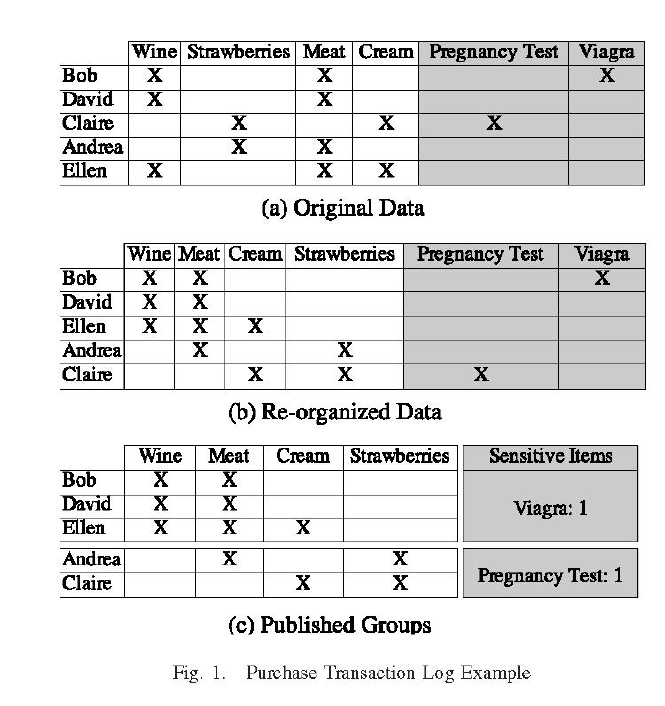 Wine Strawberries Meat Cream Pregnancy Test Viagra
Bob X X X
David X X
Claire X X X
Andrea X X
Ellen X X X
(a) Original Data
Wine Meat Cream Strawberries Pregnancy Test Viagra
Bob X X X
David X X
Ellen X X X
Andrea X X
Claire X X X
(b) Re-organized Data
Wine Meat Cream Strawberries Sensitive Items
Bob X X
David X X Viagra: 1
Ellen X X X
Andrea X X
Claire X X Pregnancy Test: 1
(c) Published Groups
Fig. 1. Purchase Transaction Log Example